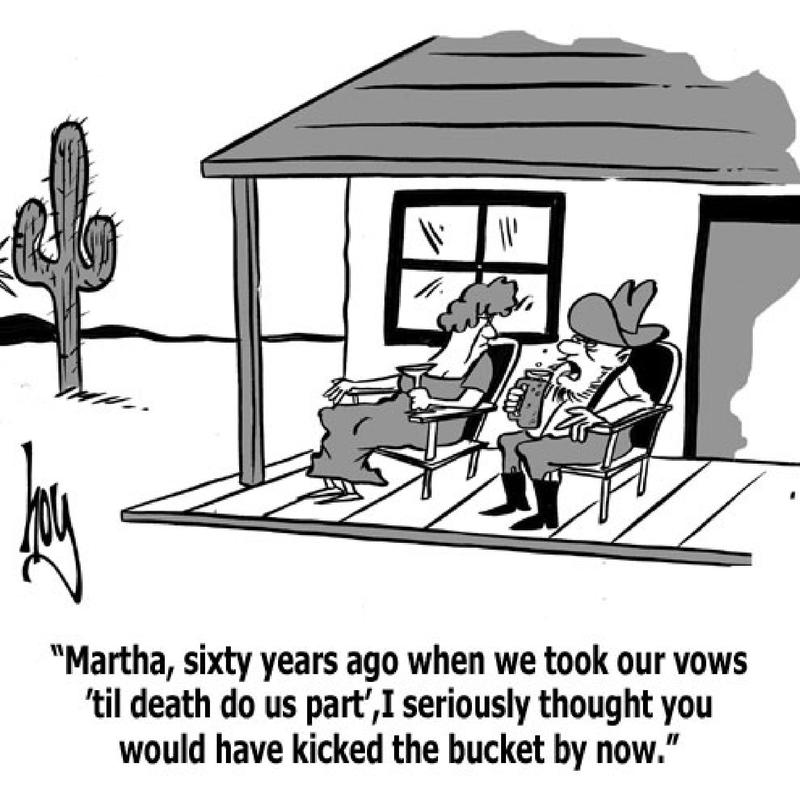 hoy
“Martha, sixty years ago when we took our vows
’til death do us part’,I seriously thought you
would have kicked the bucket by now.”